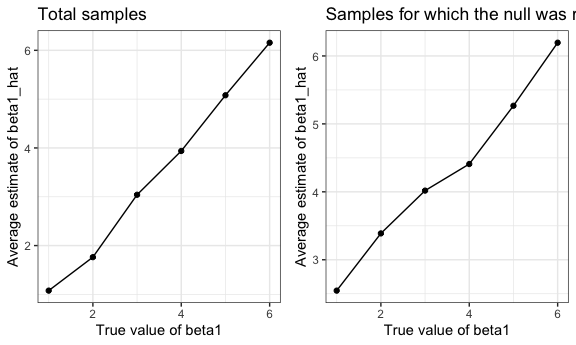 Total samples
Samples for which the null was r
Average estimate of beta1_hat
6
4
2
2
4
6
True value of beta1
Average estimate of beta1_hat
6
5
4
3
2
4
6
True value of beta1